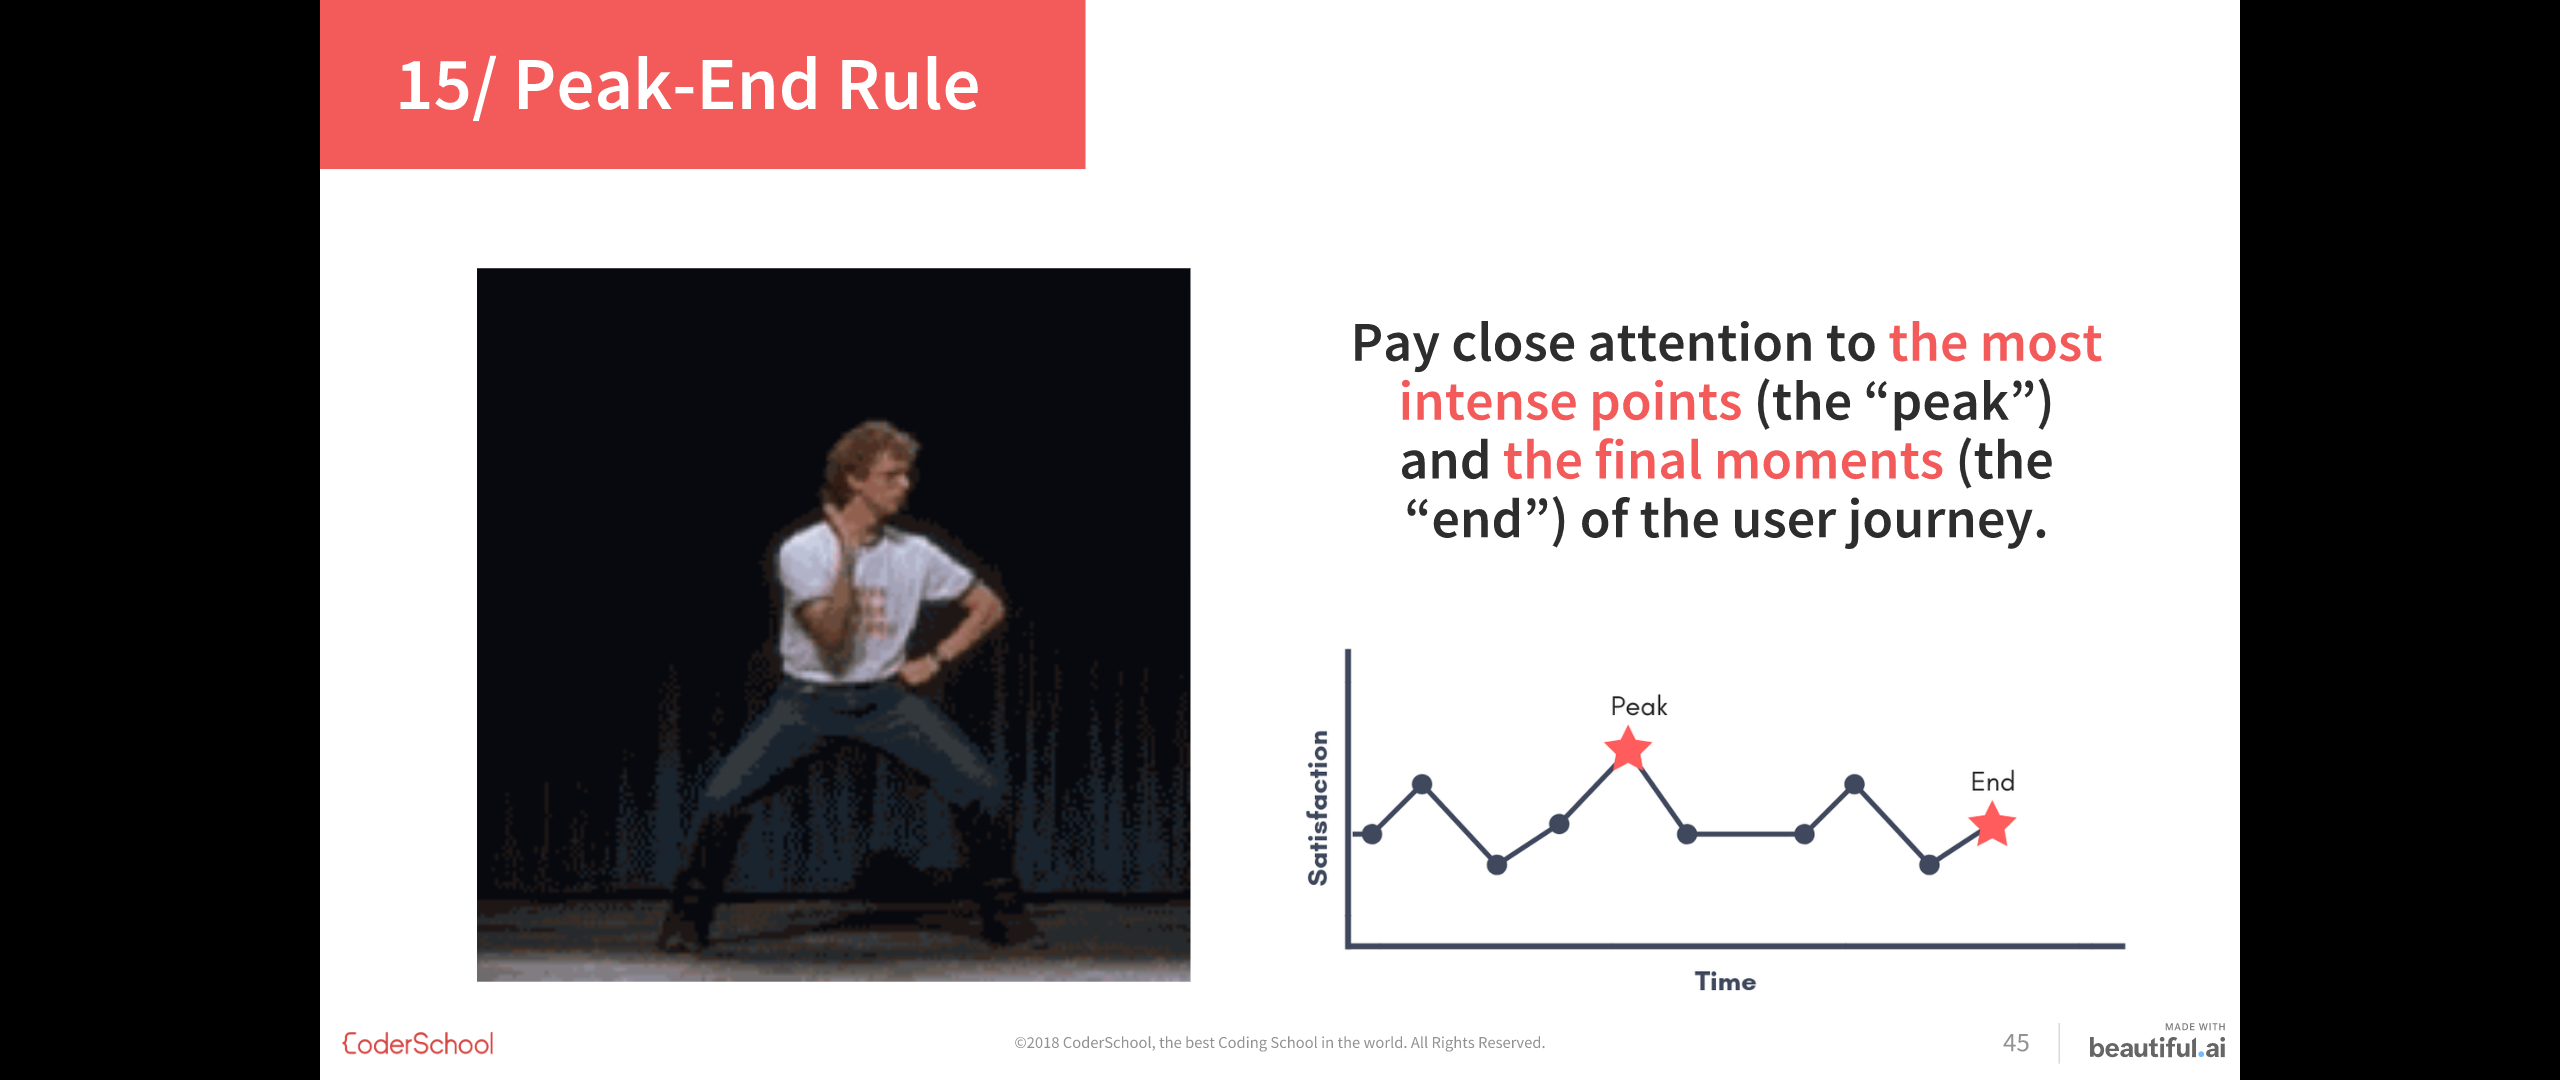 15/ Peak-End Rule
Pay close attention to the most
intense points (the “peak”)
and the final moments (the
“end”) of the user journey.
Peak
End
Satisfaction
Time
CoderSchool
©2018 CoderSchool, the best Coding School in the world. All Rights Reserved.
45
MADE WITH
beautiful.ai